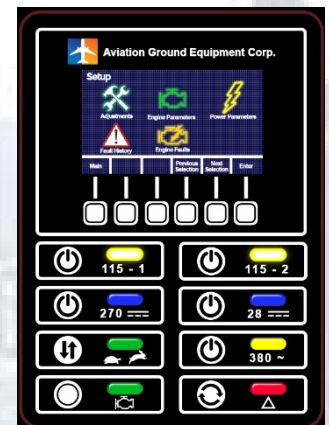 Aviation Ground Equipment Corp.
Setup
Adjustments
Engine Parameters
Power Parameters
Fault History
Engine Faults
Main
Previous Selection
Next Selection
Enter
115 - 1
115 - 2
270
28
380 ~